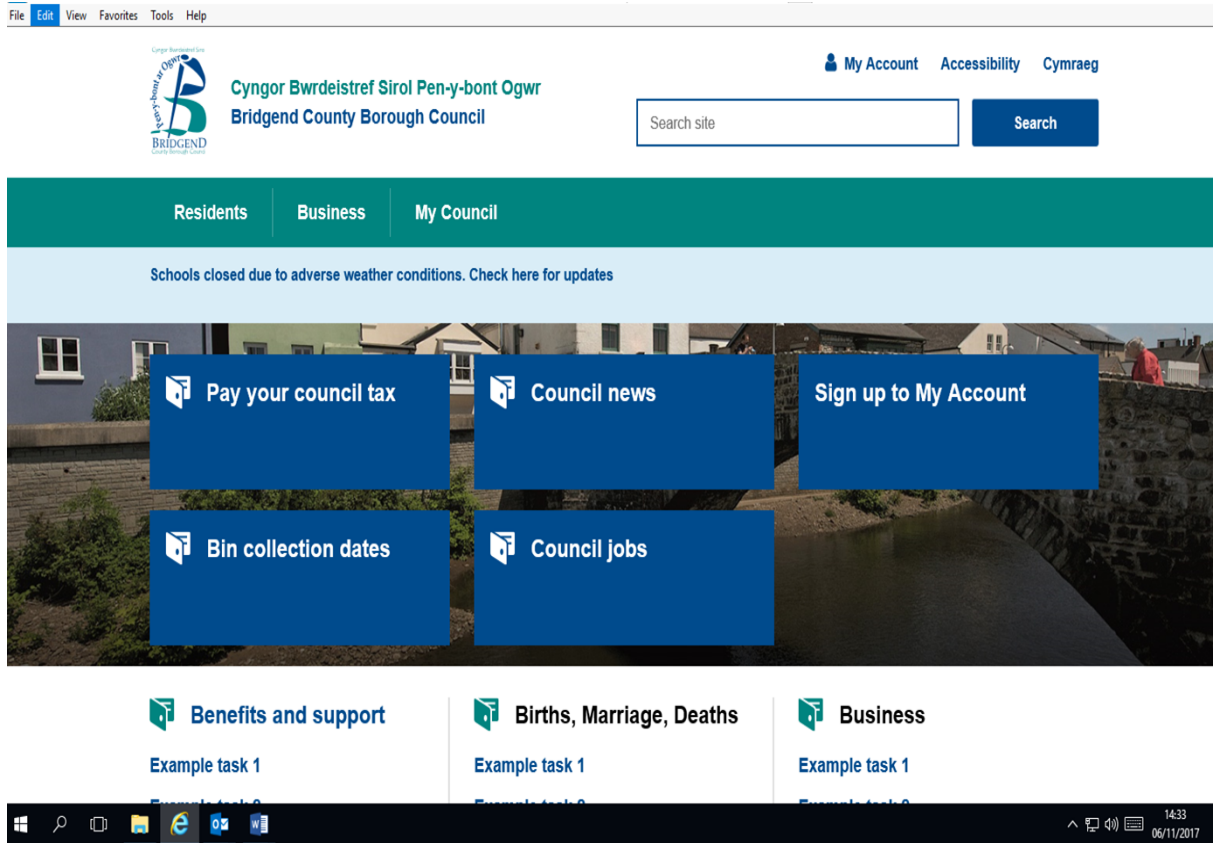 File Edit View Favorites Tools Help
Cyngor Bwrdeistref Sirol
Pen-y-bont ar Ogwr
BRIDGEND
County Borough Council
Cyngor Bwrdeistref Sirol Pen-y-bont Ogwr
Bridgend County Borough Council
My Account Accessibility Cymraeg
Search site Search
Residents Business My Council
Schools closed due to adverse weather conditions. Check here for updates
Pay your council tax Council news Sign up to My Account
Bin collection dates Council jobs
Benefits and support Births, Marriage, Deaths Business
Example task 1 Example task 1 Example task 1
14:33
06/11/2017